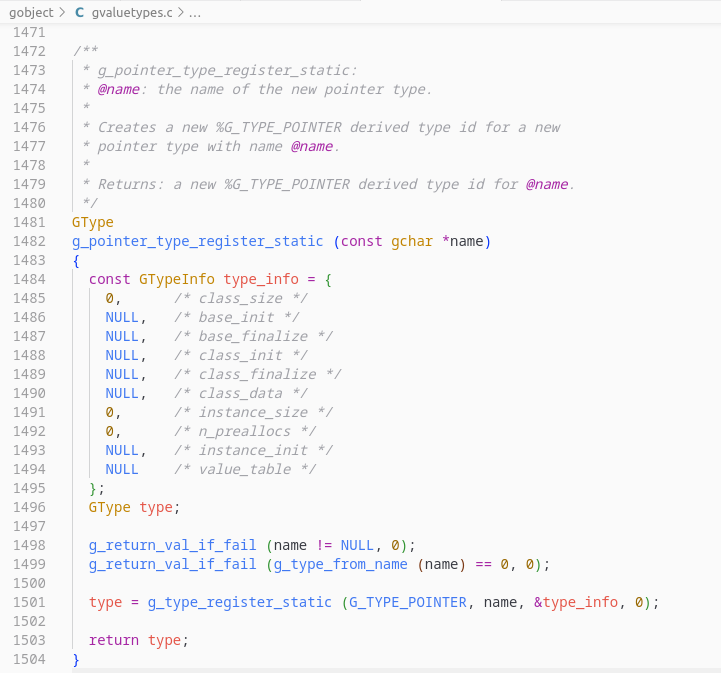 gobject > C gvaluetypes.c > ...
1471
1472 /**
1473  * g_pointer_type_register_static:
1474  * @name: the name of the new pointer type.
1475  *
1476  * Creates a new %G_TYPE_POINTER derived type id for a new
1477  * pointer type with name @name.
1478  *
1479  * Returns: a new %G_TYPE_POINTER derived type id for @name.
1480  */
1481 GType
1482 g_pointer_type_register_static (const gchar *name)
1483 {
1484   const GTypeInfo type_info = {
1485     0,      /* class_size */
1486     NULL,   /* base_init */
1487     NULL,   /* base_finalize */
1488     NULL,   /* class_init */
1489     NULL,   /* class_finalize */
1490     NULL,   /* class_data */
1491     0,      /* instance_size */
1492     0,      /* n_preallocs */
1493     NULL,   /* instance_init */
1494     NULL    /* value_table */
1495   };
1496   GType type;
1497
1498   g_return_val_if_fail (name != NULL, 0);
1499   g_return_val_if_fail (g_type_from_name (name) == 0, 0);
1500
1501   type = g_type_register_static (G_TYPE_POINTER, name, &type_info, 0);
1502
1503   return type;
1504 }